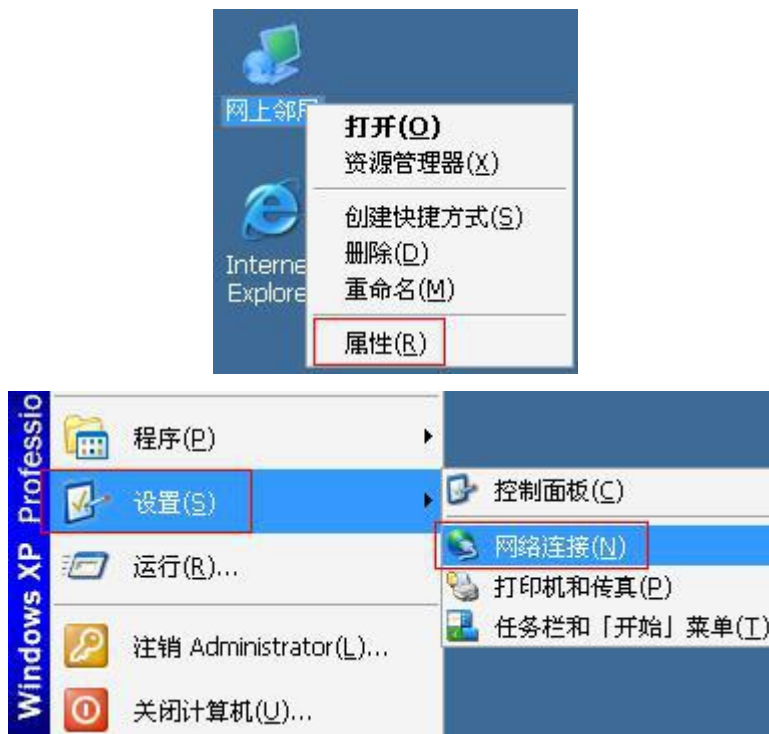 网上邻居
打开(O)
资源管理器(X)
创建快捷方式(S)
Interne
Explore
删除(D)
重命名(M)
属性(R)
Windows XP Professio
程序(P)
设置(S)
运行(R)...
注销 Administrator(L)...
关闭计算机(U)...
控制面板(C)
网络连接(N)
打印机和传真(P)
任务栏和「开始」菜单(T)